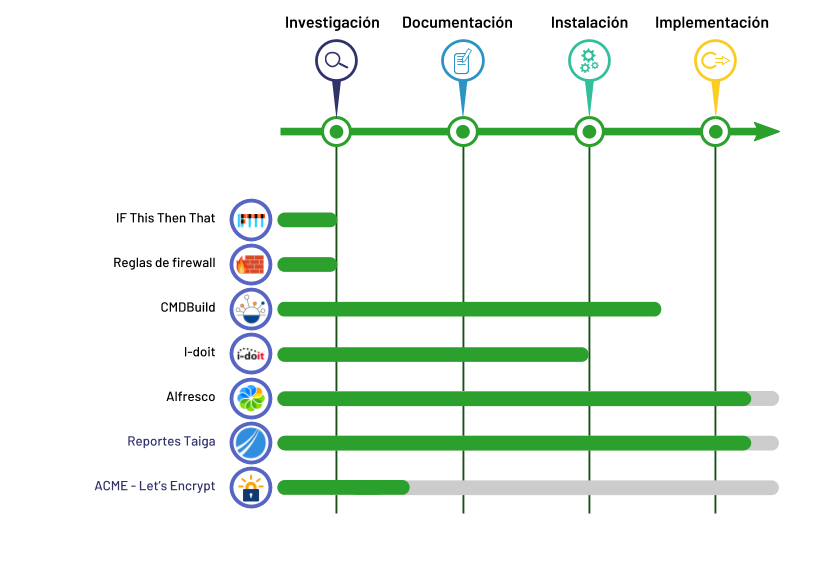 Investigación Documentación Instalación Implementación
IF This Then That
Reglas de firewall
CMDBuild
I-doit
i-doit
Alfresco
Reportes Taiga
ACME - Let's Encrypt